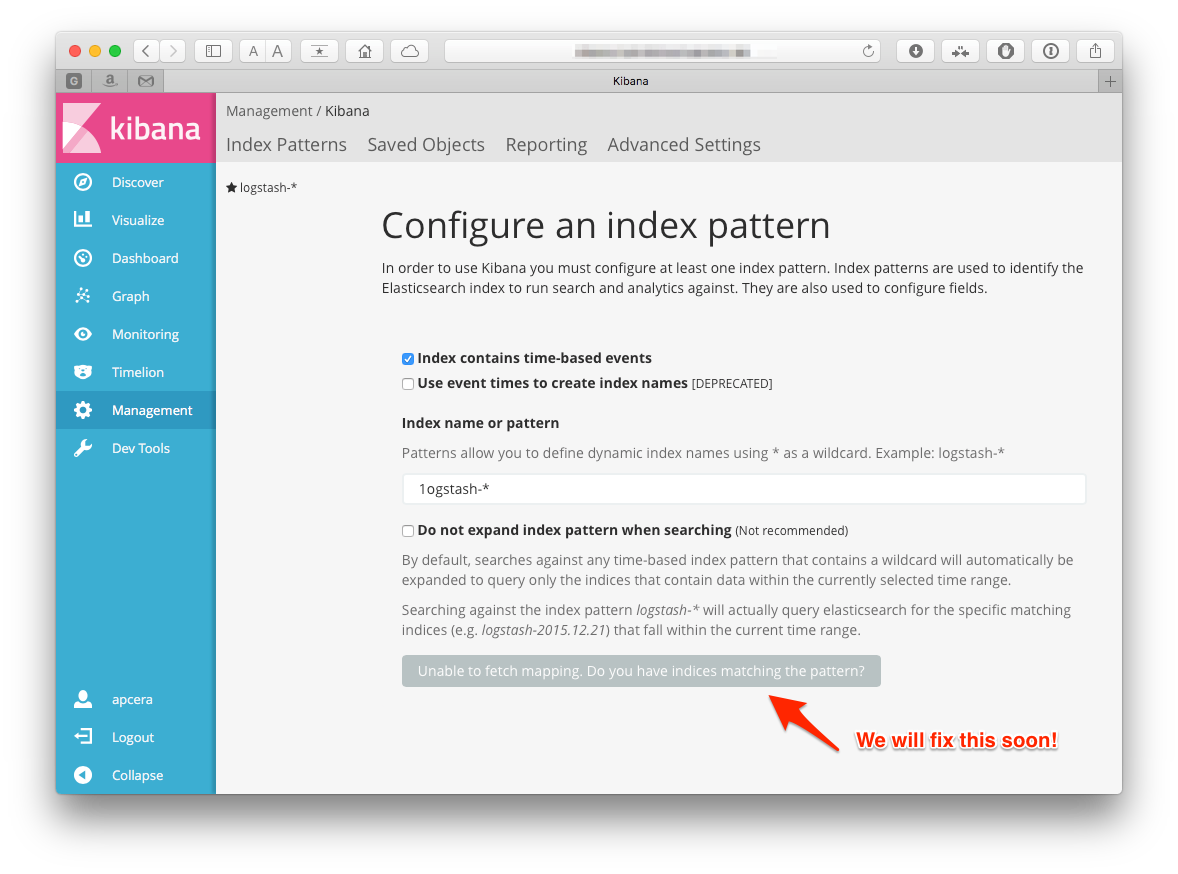 Kibana
kibana
Management / Kibana
Index Patterns Saved Objects Reporting Advanced Settings
Discover
Visualize
Dashboard
Graph
Monitoring
Timelion
Management
Dev Tools
apcera
Logout
Collapse
logstash-*
Configure an index pattern
In order to use Kibana you must configure at least one index pattern. Index patterns are used to identify the
Elasticsearch index to run search and analytics against. They are also used to configure fields.
Index contains time-based events
Use event times to create index names [DEPRECATED]
Index name or pattern
Patterns allow you to define dynamic index names using * as a wildcard. Example: logstash-*
1ogstash-*
Do not expand index pattern when searching (Not recommended)
By default, searches against any time-based index pattern that contains a wildcard will automatically be
expanded to query only the indices that contain data within the currently selected time range.
Searching against the index pattern logstash-* will actually query elasticsearch for the specific matching
indices (e.g. logstash-2015.12.21) that fall within the current time range.
Unable to fetch mapping. Do you have indices matching the pattern?
We will fix this soon!